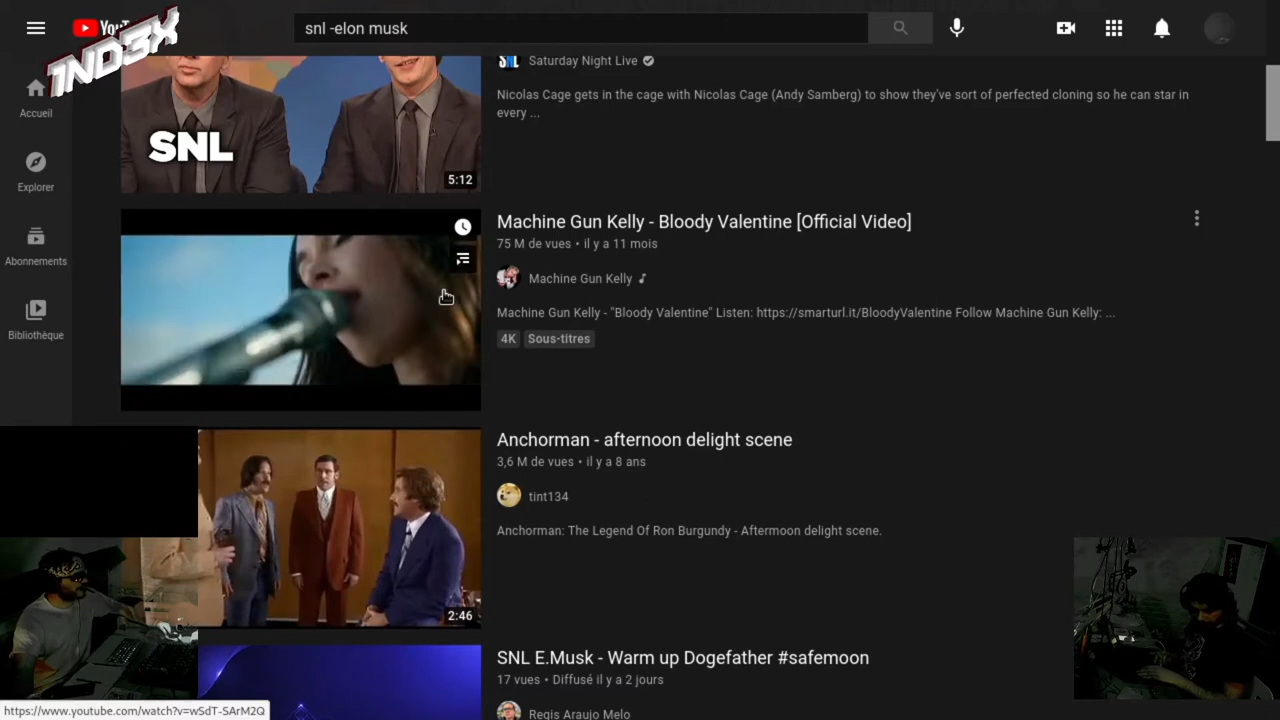 YouTube
1ND3X
snl -elon musk
Accueil
Explorer
Abonnements
Bibliothèque
SNL
5:12
SNL Saturday Night Live
Nicolas Cage gets in the cage with Nicolas Cage (Andy Samberg) to show they've sort of perfected cloning so he can star in
every ...
Machine Gun Kelly - Bloody Valentine [Official Video]
75 M de vues • il y a 11 mois
Machine Gun Kelly
Machine Gun Kelly - "Bloody Valentine" Listen: https://smarturl.it/BloodyValentine Follow Machine Gun Kelly: ...
4K Sous-titres
2:46
Anchorman - afternoon delight scene
3,6 M de vues • il y a 8 ans
tint134
Anchorman: The Legend Of Ron Burgundy - Afternoon delight scene.
SNL E.Musk - Warm up Dogefather #safemoon
17 vues • Diffusé il y a 2 jours
Regis Araujo Melo
https://www.youtube.com/watch?v=wSdT-SArM2Q